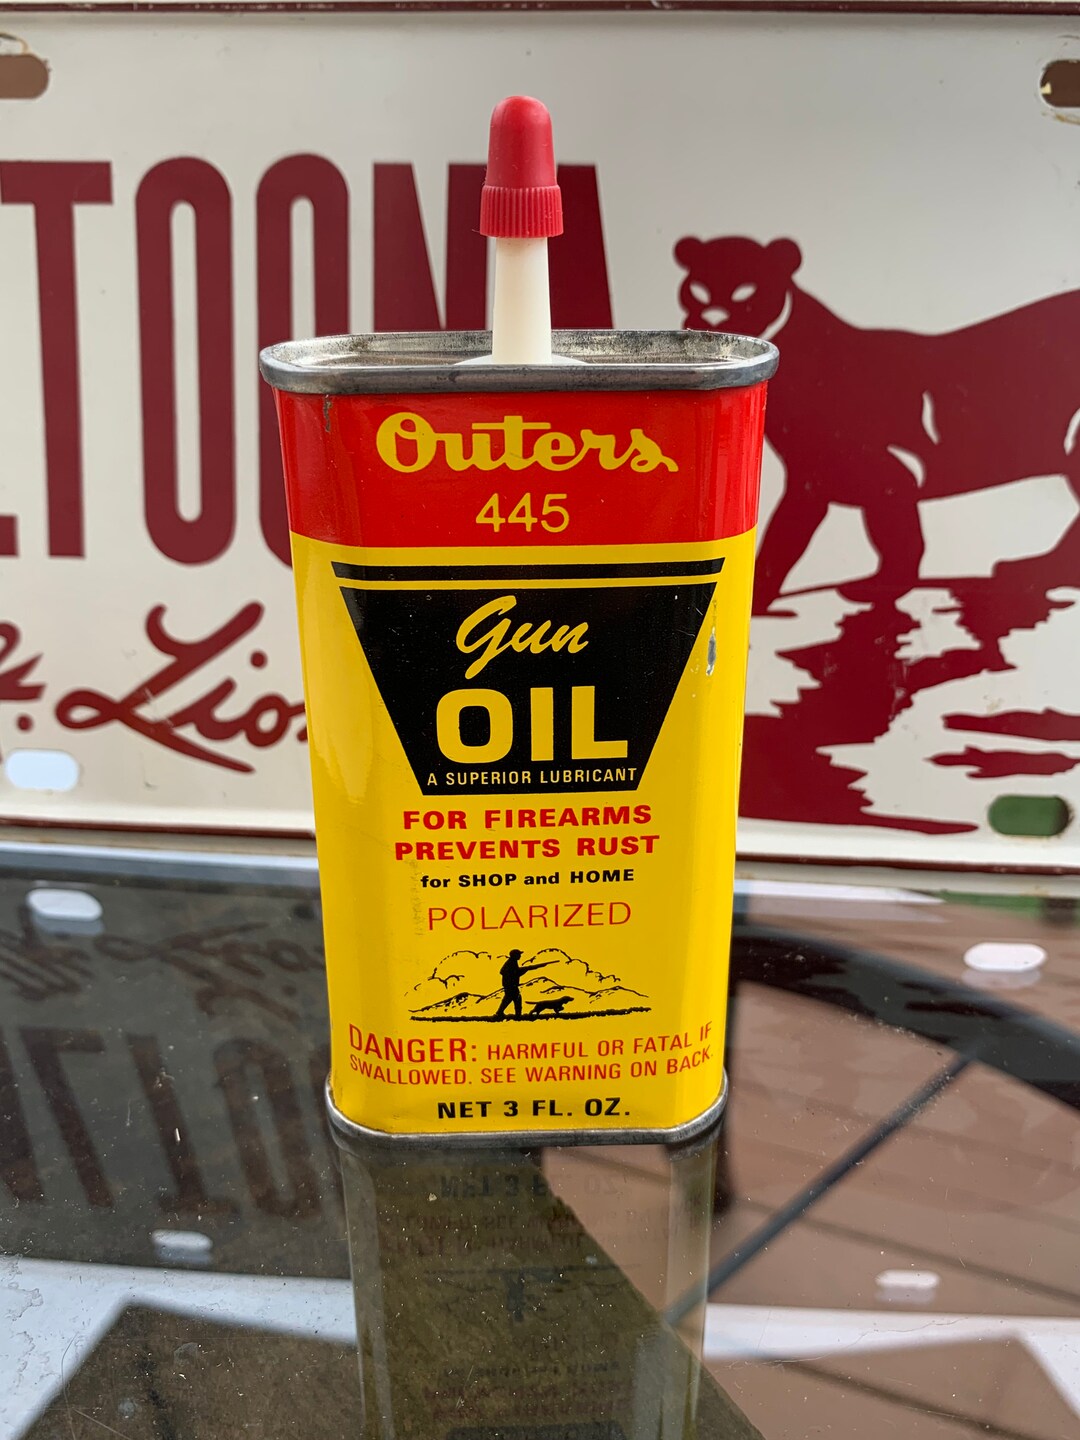 TOONA
Outers
445
Gun
OIL
A SUPERIOR LUBRICANT
FOR FIREARMS
PREVENTS RUST
for SHOP and HOME
POLARIZED
DANGER: HARMFUL OR FATAL IF
SWALLOWED. SEE WARNING ON BACK.
NET 3 FL. OZ.